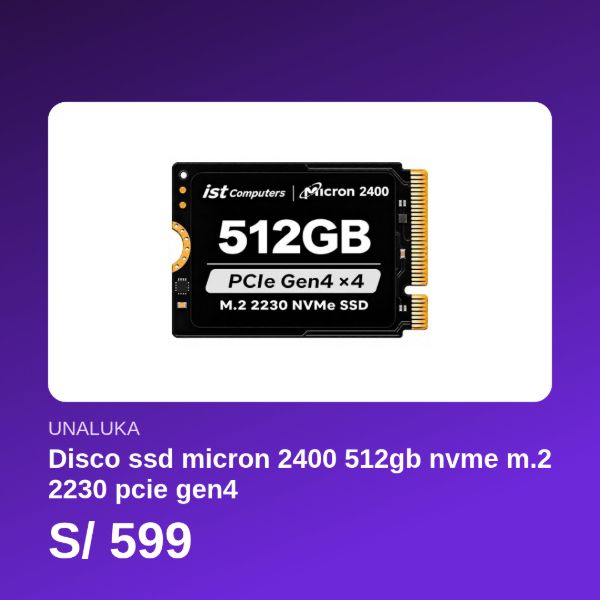 ist Computers | Micron 2400
512GB
PCIe Gen4 ×4
M.2 2230 NVMe SSD
UNALUKA
Disco ssd micron 2400 512gb nvme m.2
2230 pcie gen4
S/ 599